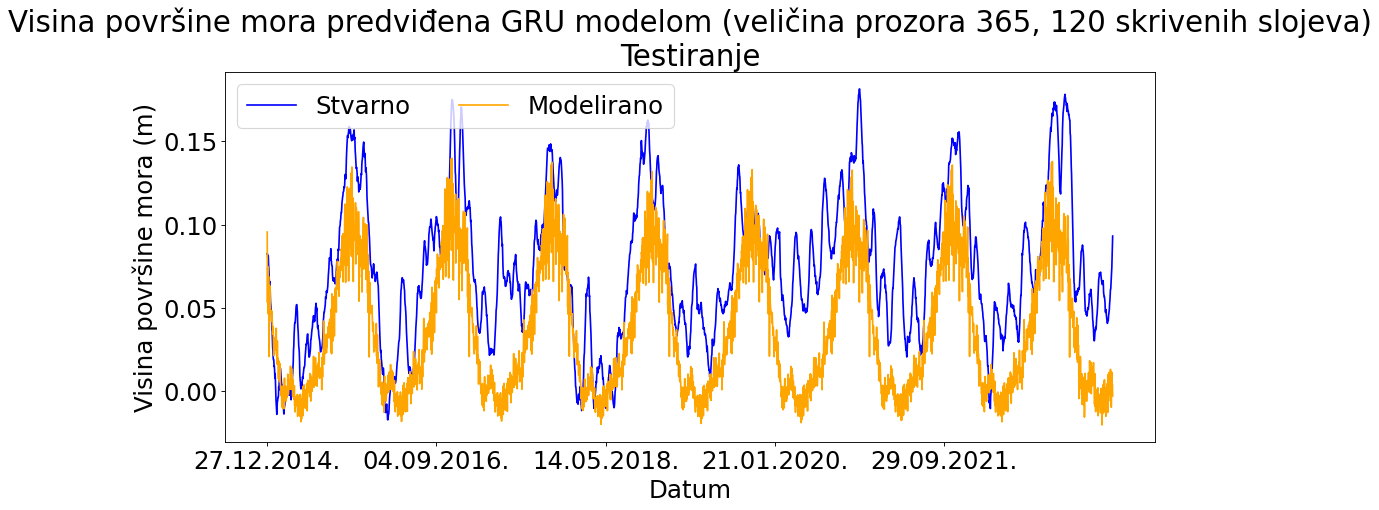 Visina površine mora predviđena GRU modelom (veličina prozora 365, 120 skrivenih slojeva)
Testiranje
Stvarno
Modelirano
Visina površine mora (m)
0.15
0.10
0.05
0.00
27.12.2014.
04.09.2016.
14.05.2018.
21.01.2020.
29.09.2021.
Datum